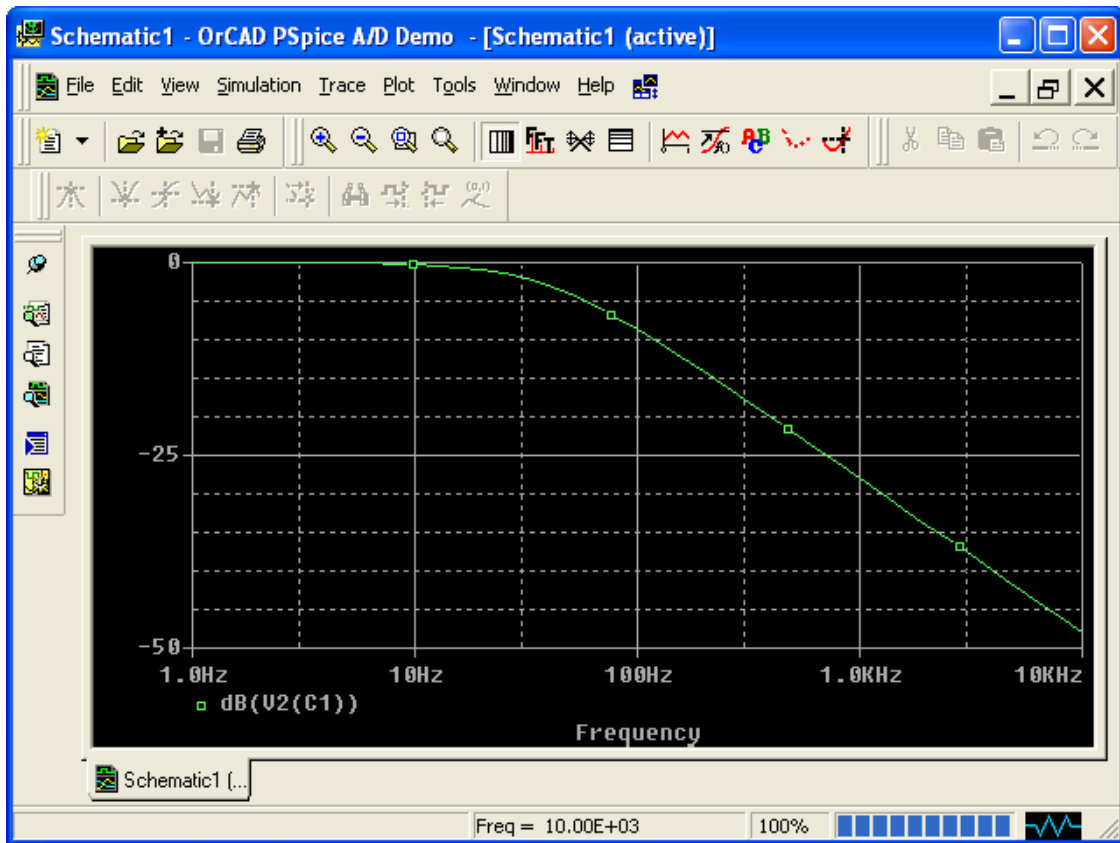 Schematic1 - OrCAD PSpice A/D Demo - [Schematic1 (active)]
File Edit View Simulation Trace Plot Tools Window Help
0
-25
-50
1.0Hz 10Hz 100Hz 1.0KHz 10KHz
dB(V2(C1))
Frequency
Schematic1 (...
Freq = 10.00E+03 100%